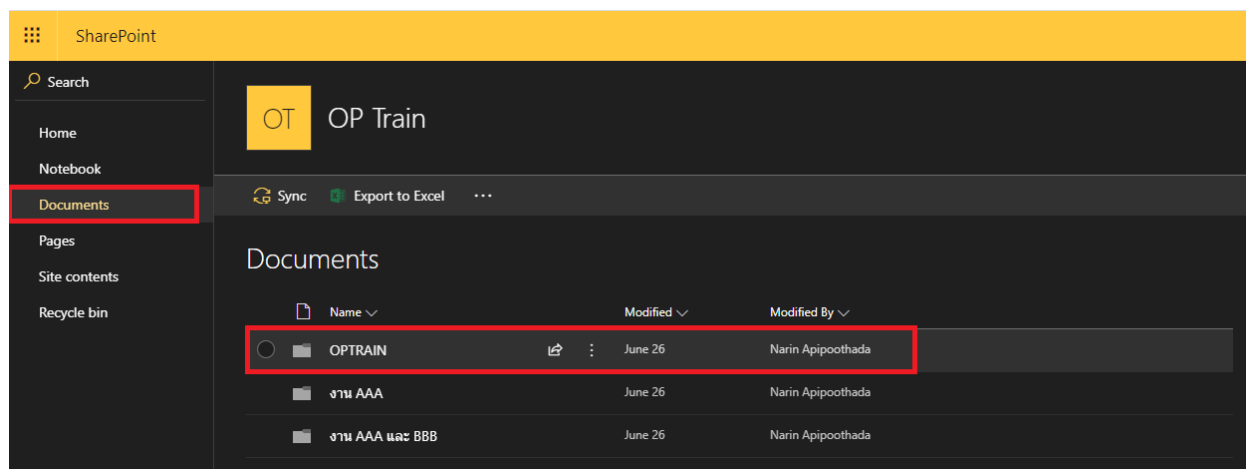 SharePoint
Search
Home
Notebook
Documents
Pages
Site contents
Recycle bin
OT OP Train
Sync Export to Excel ...
Documents
Name Modified Modified By
OPTRAIN June 26 Narin Apipoothada
งาน AAA June 26 Narin Apipoothada
งาน AAA และ BBB June 26 Narin Apipoothada